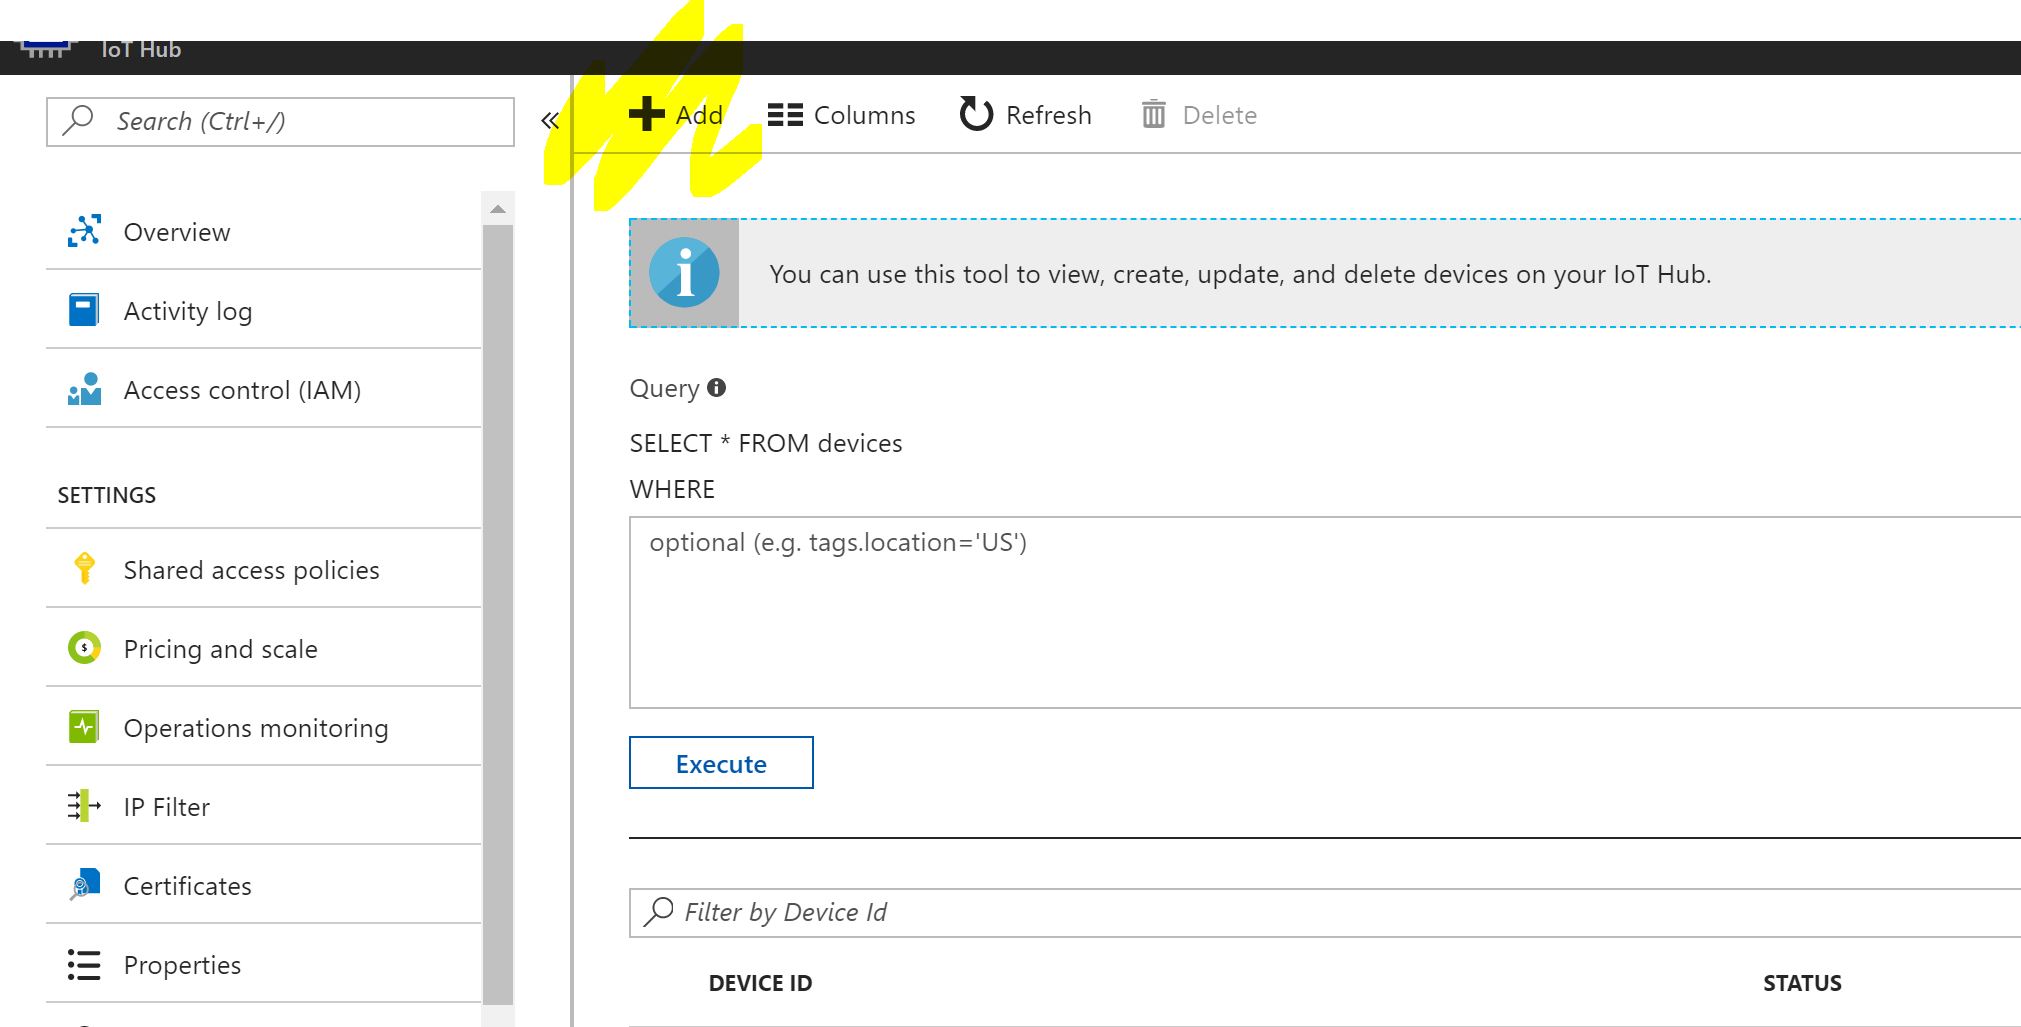 IoT Hub
Search (Ctrl+/)
«
Add
Columns
Refresh
Delete
Overview
Activity log
Access control (IAM)
SETTINGS
Shared access policies
Pricing and scale
Operations monitoring
IP Filter
Certificates
Properties
You can use this tool to view, create, update, and delete devices on your IoT Hub.
Query
SELECT * FROM devices
WHERE
optional (e.g. tags.location='US')
Execute
Filter by Device Id
DEVICE ID STATUS